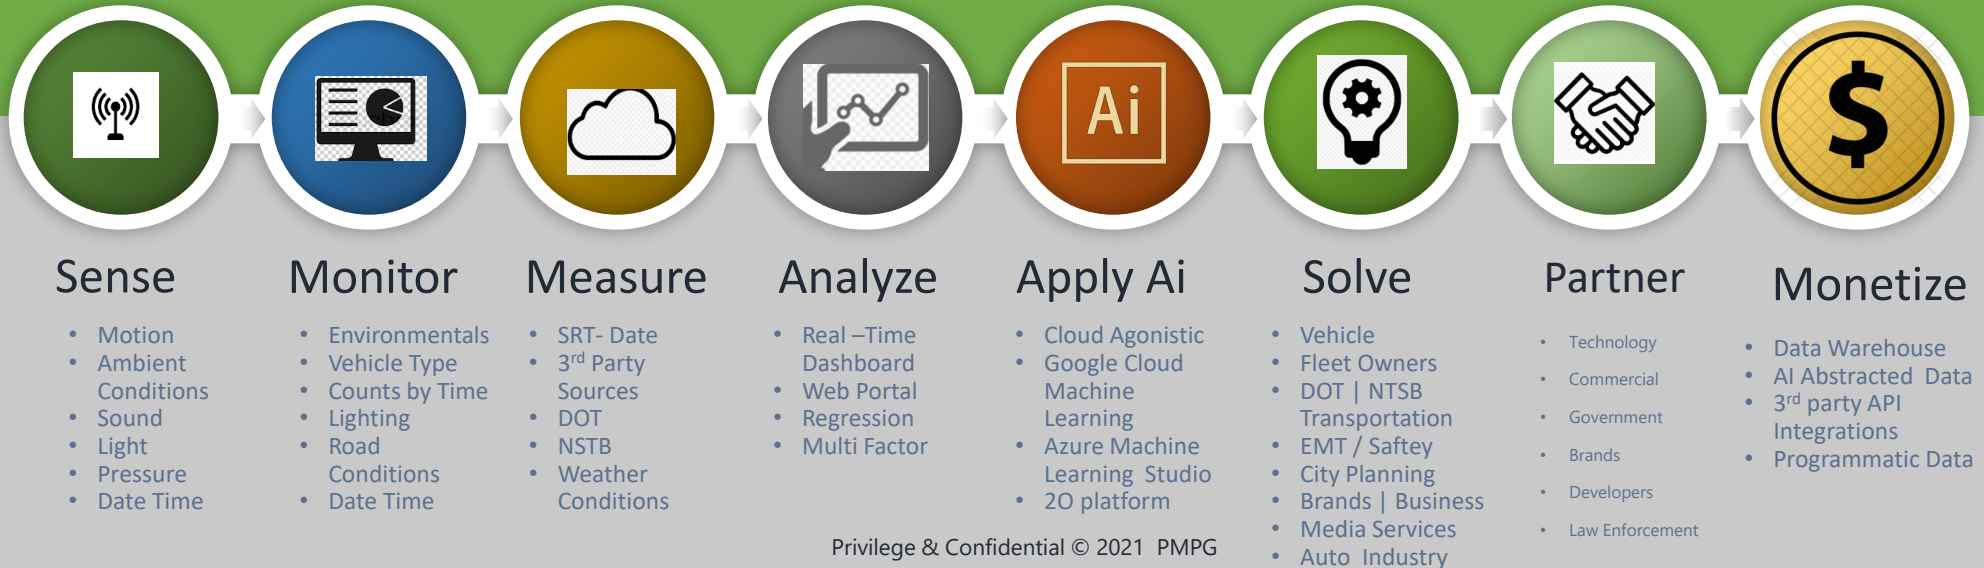 Ai
$
Sense
• Motion
• Ambient
Conditions
• Sound
• Light
• Pressure
• Date Time
Monitor
• Environmentals
• Vehicle Type
• Counts by Time
• Lighting
• Road
Conditions
• Date Time
Measure
• SRT- Date
• 3rd Party
Sources
• DOT
• NSTB
• Weather
Conditions
Analyze
• Real –Time
Dashboard
• Web Portal
• Regression
• Multi Factor
Apply Ai
• Cloud Agonistic
• Google Cloud
Machine
Learning
• Azure Machine
Learning Studio
• 2O platform
Solve
• Vehicle
• Fleet Owners
• DOT | NTSB
Transportation
• EMT / Saftey
• City Planning
• Brands | Business
• Media Services
• Auto Industry
Partner
• Technology
• Commercial
• Government
• Brands
• Developers
• Law Enforcement
Monetize
• Data Warehouse
• AI Abstracted Data
• 3rd party API
Integrations
• Programmatic Data
Privilege & Confidential © 2021 PMPG